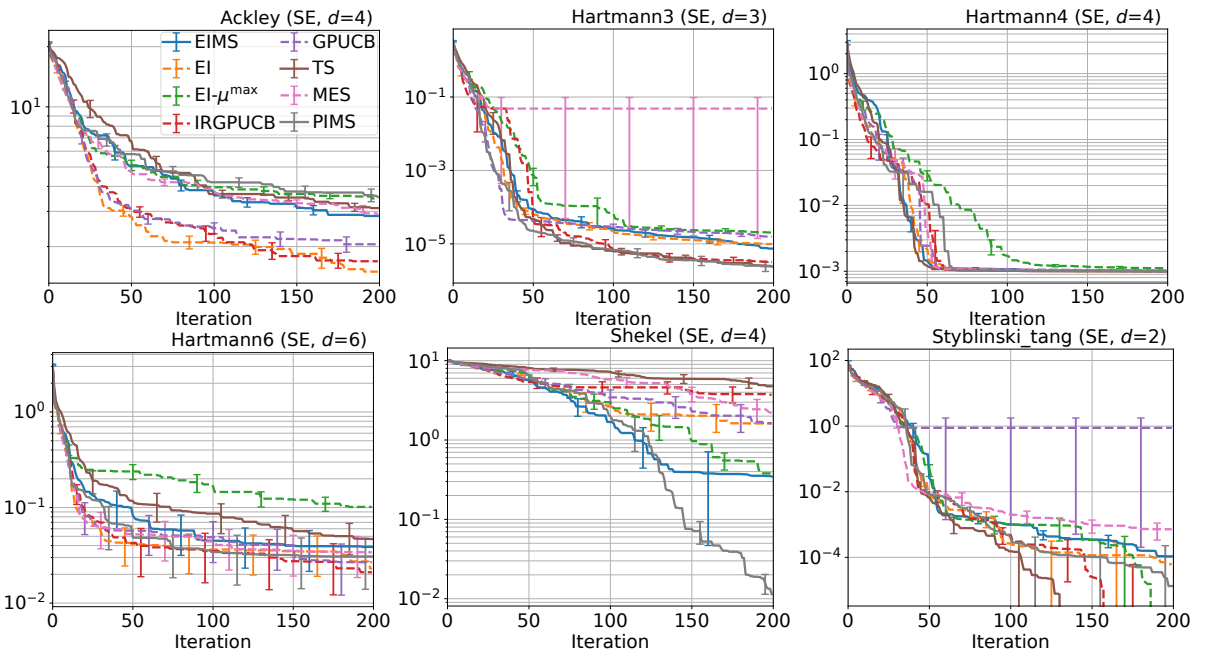 Ackley (SE, d=4)
EIMS
EI
EI-μ^max
IRGPUCB
GPUCB
TS
MES
PIMS
10^1
0 50 100 150 200
Iteration
Hartmann3 (SE, d=3)
10^-1
10^-3
10^-5
0 50 100 150 200
Iteration
Hartmann4 (SE, d=4)
10^0
10^-1
10^-2
10^-3
0 50 100 150 200
Iteration
Hartmann6 (SE, d=6)
10^0
10^-1
10^-2
0 50 100 150 200
Iteration
Shekel (SE, d=4)
10^1
10^0
10^-1
10^-2
0 50 100 150 200
Iteration
Styblinski_tang (SE, d=2)
10^2
10^0
10^-2
10^-4
0 50 100 150 200
Iteration